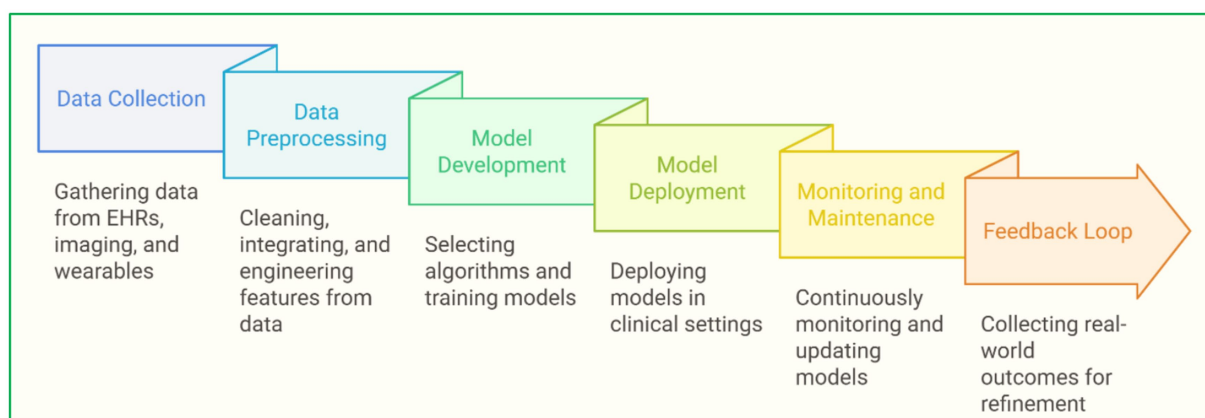 Data Collection
Gathering data
from EHRs,
imaging, and
wearables
Data
Preprocessing
Cleaning,
integrating, and
engineering
features from
data
Model
Development
Selecting
algorithms and
training models
Model
Deployment
Deploying
models in
clinical settings
Monitoring and
Maintenance
Continuously
monitoring and
updating
models
Feedback Loop
Collecting real-
world
outcomes for
refinement